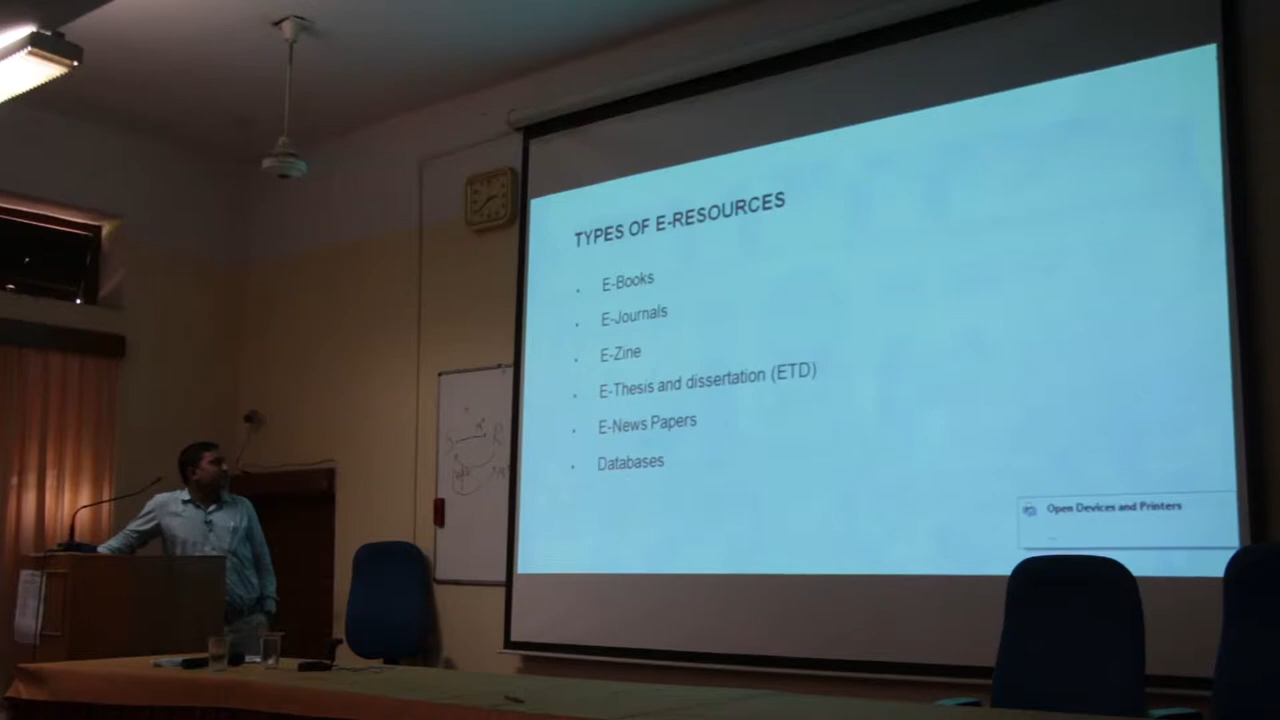 TYPES OF E-RESOURCES
E-Books
E-Journals
E-Zine
E-Thesis and dissertation (ETD)
E-News Papers
Databases
Open Devices and Printers